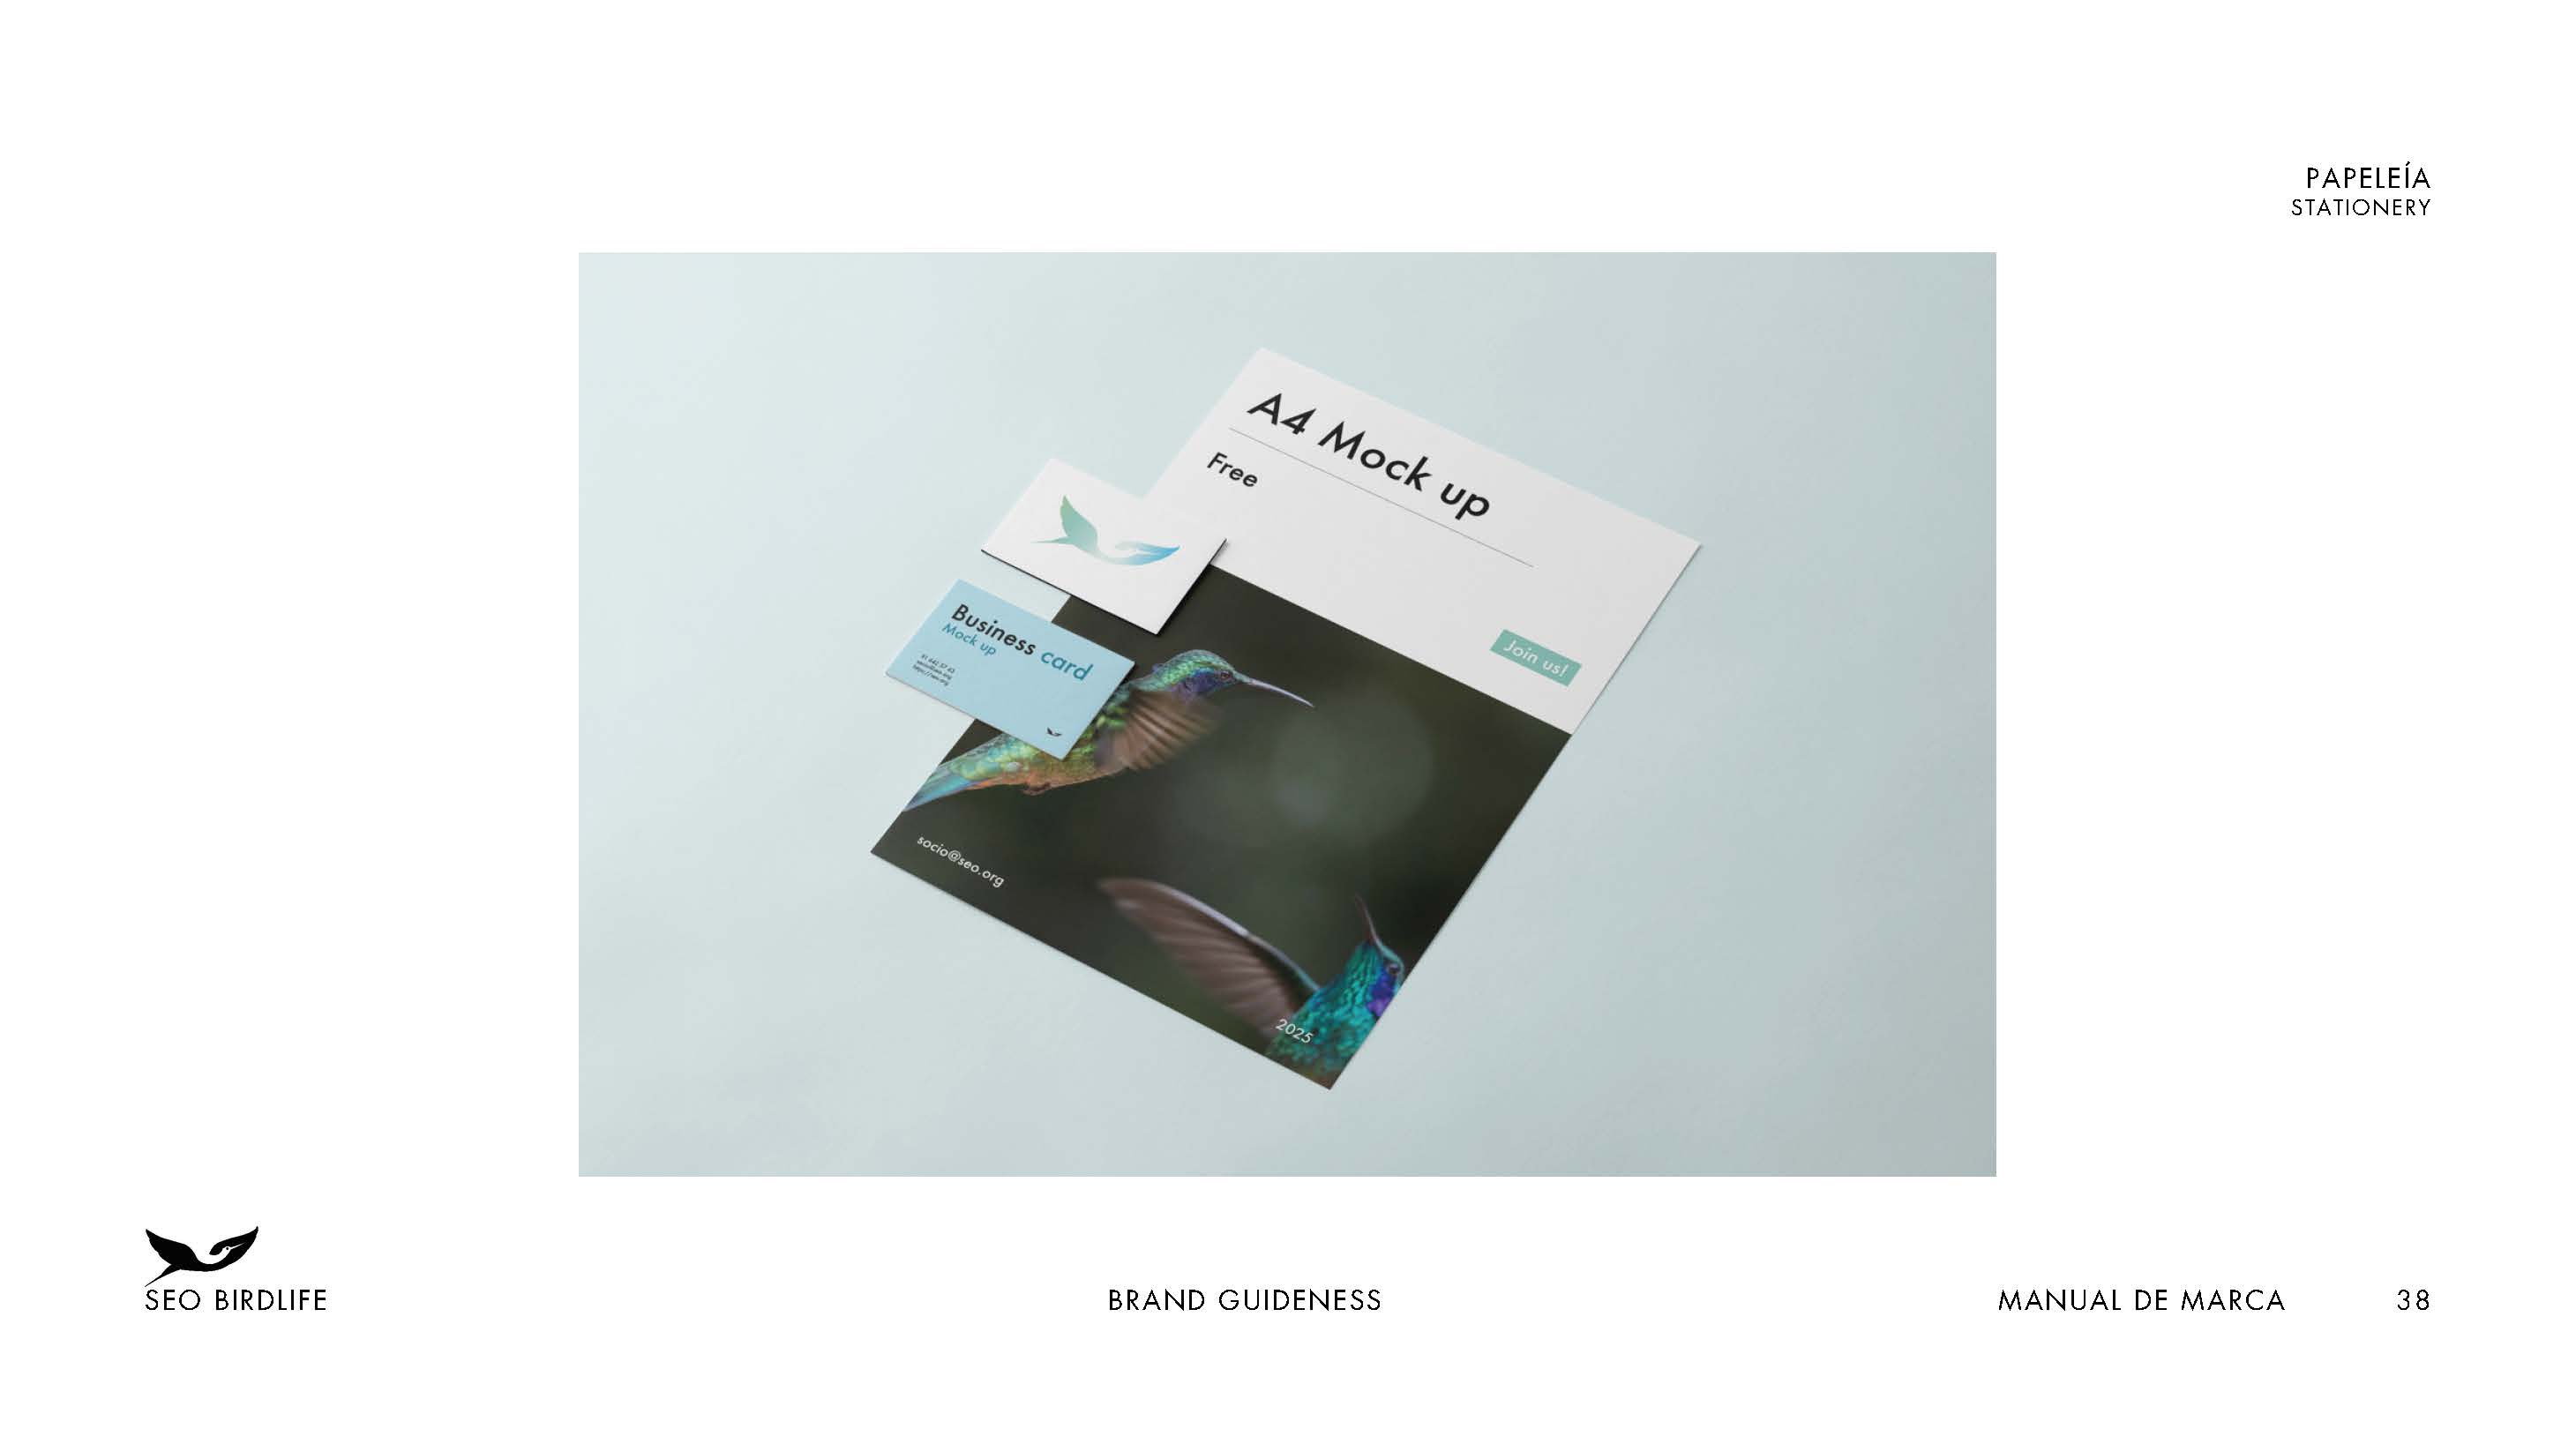 PAPELEÍA
STATIONERY
A4 Mock up
Free
Join us!
Business card
Mock up
socio@seo.org
2025
SEO BIRDLIFE
BRAND GUIDENESS
MANUAL DE MARCA
38